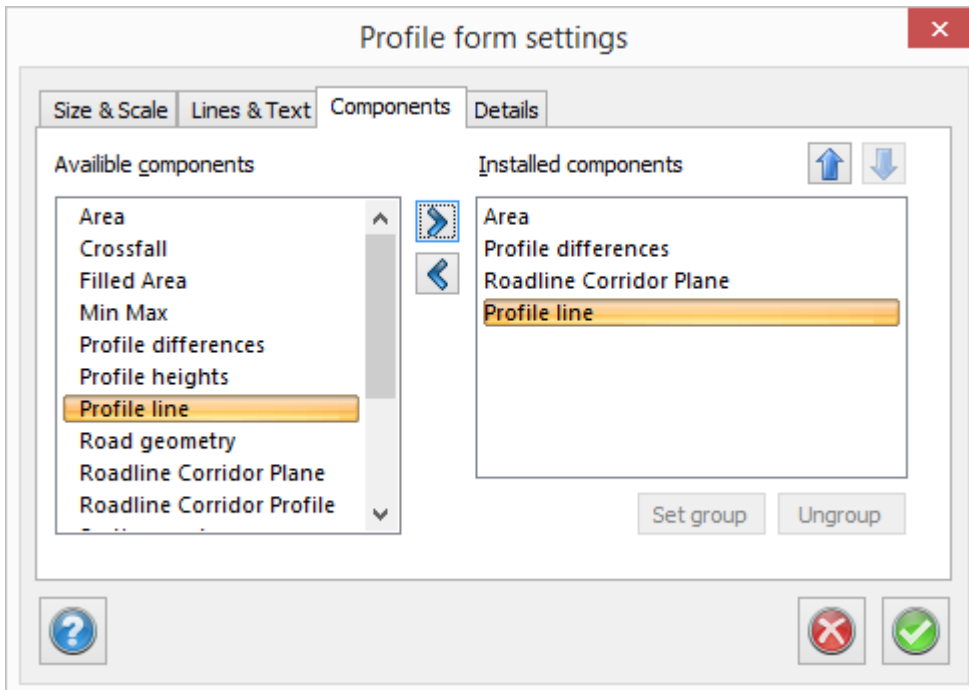 Profile form settings
Size & Scale
Lines & Text
Components
Details
Availible components
Area
Crossfall
Filled Area
Min Max
Profile differences
Profile heights
Profile line
Road geometry
Roadline Corridor Plane
Roadline Corridor Profile
Installed components
Area
Profile differences
Roadline Corridor Plane
Profile line
Set group
Ungroup